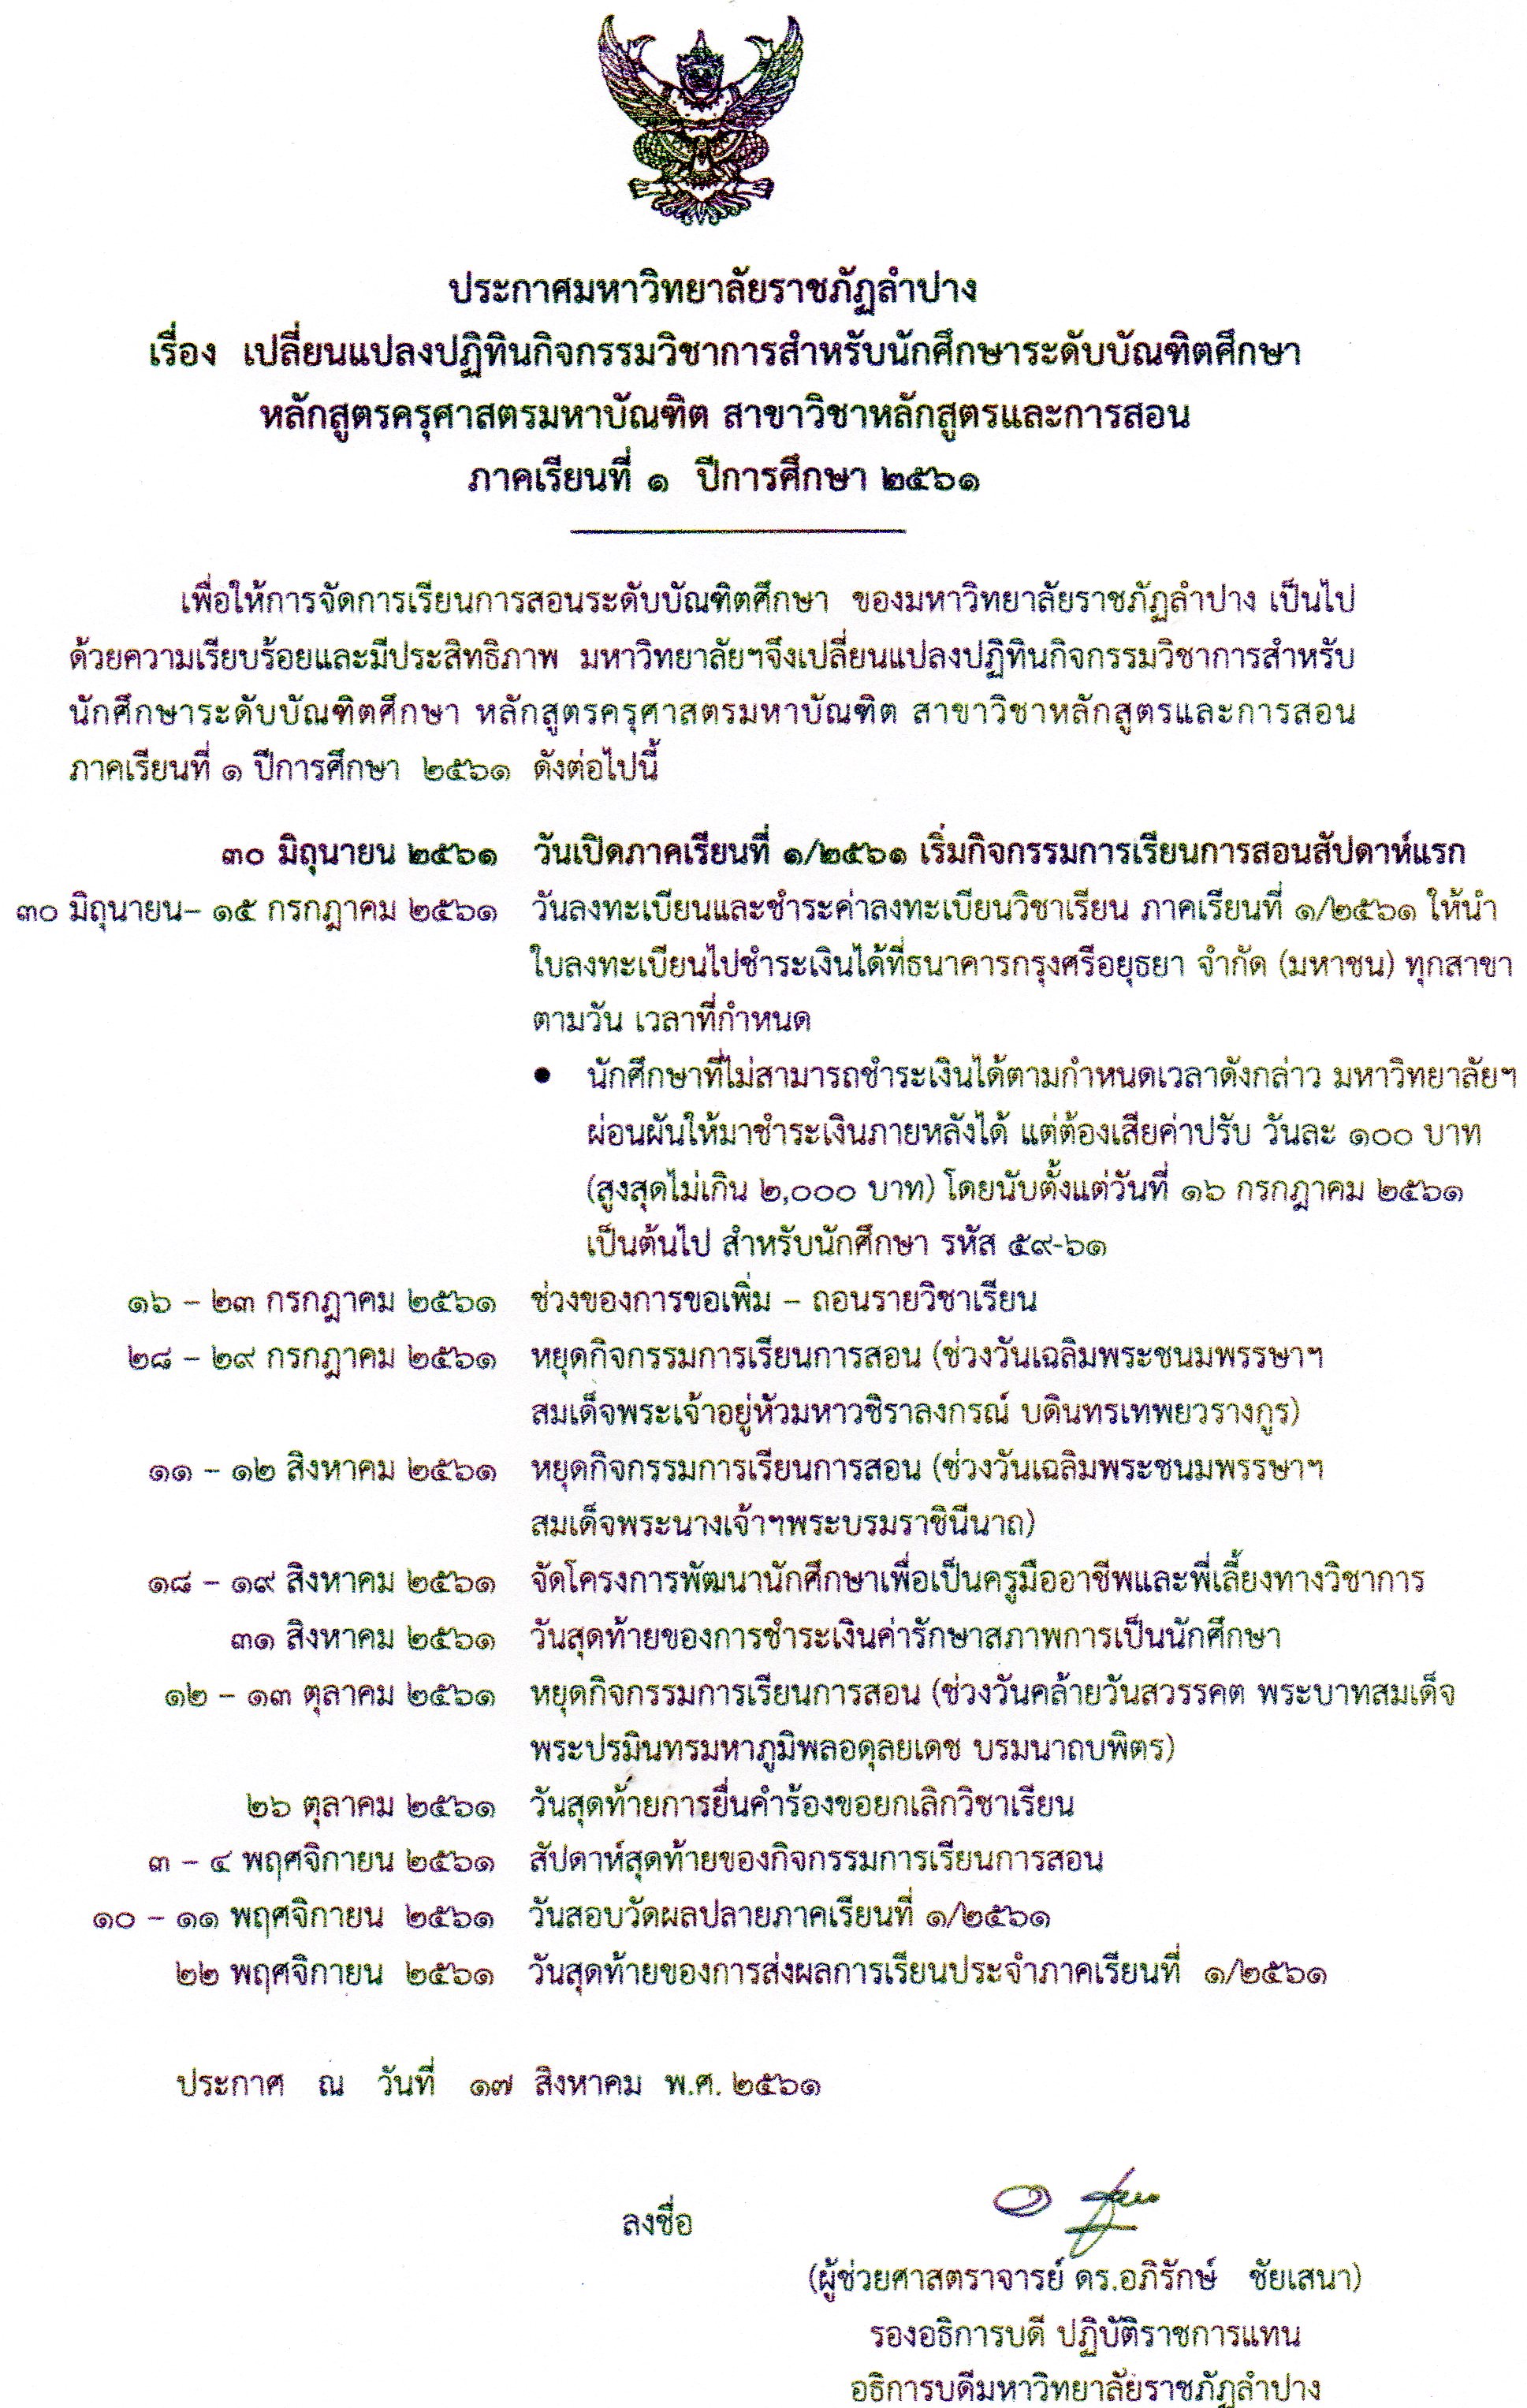 ประกาศมหาวิทยาลัยราชภัฏลำปาง
เรื่อง เปลี่ยนแปลงปฏิทินกิจกรรมวิชาการสำหรับนักศึกษาระดับบัณฑิตศึกษา
หลักสูตรครุศาสตรมหาบัณฑิต สาขาวิชาหลักสูตรและการสอน
ภาคเรียนที่ ๑ ปีการศึกษา ๒๕๖๑
เพื่อให้การจัดการเรียนการสอนระดับบัณฑิตศึกษา ของมหาวิทยาลัยราชภัฏลำปาง เป็นไป
ด้วยความเรียบร้อยและมีประสิทธิภาพ มหาวิทยาลัยฯจึงเปลี่ยนแปลงปฏิทินกิจกรรมวิชาการสำหรับ
นักศึกษาระดับบัณฑิตศึกษา หลักสูตรครุศาสตรมหาบัณฑิต สาขาวิชาหลักสูตรและการสอน
ภาคเรียนที่ ๑ ปีการศึกษา ๒๕๖๑ ดังต่อไปนี้
๓๐ มิถุนายน ๒๕๖๑ วันเปิดภาคเรียนที่ ๑/๒๕๖๑ เริ่มกิจกรรมการเรียนการสอนสัปดาห์แรก
๓๐ มิถุนายน– ๑๕ กรกฎาคม ๒๕๖๑ วันลงทะเบียนและชำระค่าลงทะเบียนวิชาเรียน ภาคเรียนที่ ๑/๒๕๖๑ ให้นำ
ใบลงทะเบียนไปชำระเงินได้ที่ธนาคารกรุงศรีอยุธยา จำกัด (มหาชน) ทุกสาขา
ตามวัน เวลาที่กำหนด
● นักศึกษาที่ไม่สามารถชำระเงินได้ตามกำหนดเวลาดังกล่าว มหาวิทยาลัยฯ
ผ่อนผันให้มาชำระเงินภายหลังได้ แต่ต้องเสียค่าปรับ วันละ ๑๐๐ บาท
(สูงสุดไม่เกิน ๒,๐๐๐ บาท) โดยนับตั้งแต่วันที่ ๑๖ กรกฎาคม ๒๕๖๑
เป็นต้นไป สำหรับนักศึกษา รหัส ๕๙-๖๑
๑๖ – ๒๓ กรกฎาคม ๒๕๖๑ ช่วงของการขอเพิ่ม – ถอนรายวิชาเรียน
๒๘ – ๒๙ กรกฎาคม ๒๕๖๑ หยุดกิจกรรมการเรียนการสอน (ช่วงวันเฉลิมพระชนมพรรษาฯ
สมเด็จพระเจ้าอยู่หัวมหาวชิราลงกรณ์ บดินทรเทพยวรางกูร)
๑๑ – ๑๒ สิงหาคม ๒๕๖๑ หยุดกิจกรรมการเรียนการสอน (ช่วงวันเฉลิมพระชนมพรรษาฯ
สมเด็จพระนางเจ้าฯพระบรมราชินีนาถ)
๑๘ – ๑๙ สิงหาคม ๒๕๖๑ จัดโครงการพัฒนานักศึกษาเพื่อเป็นครูมืออาชีพและพี่เลี้ยงทางวิชาการ
๓๑ สิงหาคม ๒๕๖๑ วันสุดท้ายของการชำระเงินค่ารักษาสภาพการเป็นนักศึกษา
๑๒ – ๑๓ ตุลาคม ๒๕๖๑ หยุดกิจกรรมการเรียนการสอน (ช่วงวันคล้ายวันสวรรคต พระบาทสมเด็จ
พระปรมินทรมหาภูมิพลอดุลยเดช บรมนาถบพิตร)
๒๖ ตุลาคม ๒๕๖๑ วันสุดท้ายการยื่นคำร้องขอยกเลิกวิชาเรียน
๓ – ๔ พฤศจิกายน ๒๕๖๑ สัปดาห์สุดท้ายของกิจกรรมการเรียนการสอน
๑๐ – ๑๑ พฤศจิกายน ๒๕๖๑ วันสอบวัดผลปลายภาคเรียนที่ ๑/๒๕๖๑
๒๒ พฤศจิกายน ๒๕๖๑ วันสุดท้ายของการส่งผลการเรียนประจำภาคเรียนที่ ๑/๒๕๖๑
ประกาศ ณ วันที่ ๑๗ สิงหาคม พ.ศ. ๒๕๖๑
ลงชื่อ
(ผู้ช่วยศาสตราจารย์ ดร.อภิรักษ์ ชัยเสนา)
รองอธิการบดี ปฏิบัติราชการแทน
อธิการบดีมหาวิทยาลัยราชภัฏลำปาง